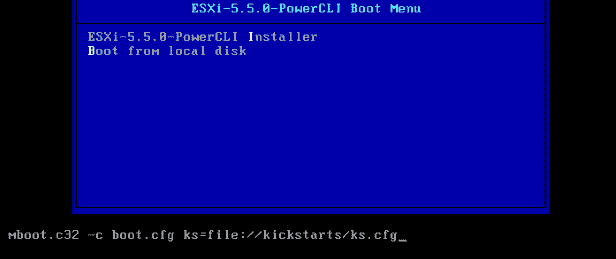 ESXi-5.5.0-PowerCLI Boot Menu
ESXi-5.5.0-PowerCLI Installer
Boot from local disk
mboot.c32 -c boot.cfg ks=file://kickstarts/ks.cfg_